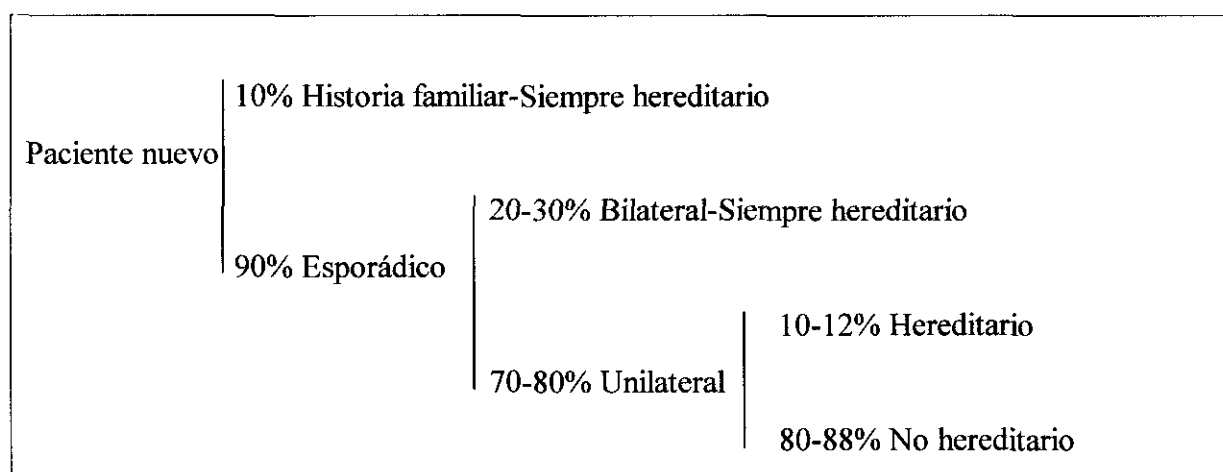 10% Historia familiar-Siempre hereditario
Paciente nuevo
20-30% Bilateral-Siempre hereditario
90% Esporádico
10-12% Hereditario
70-80% Unilateral
80-88% No hereditario